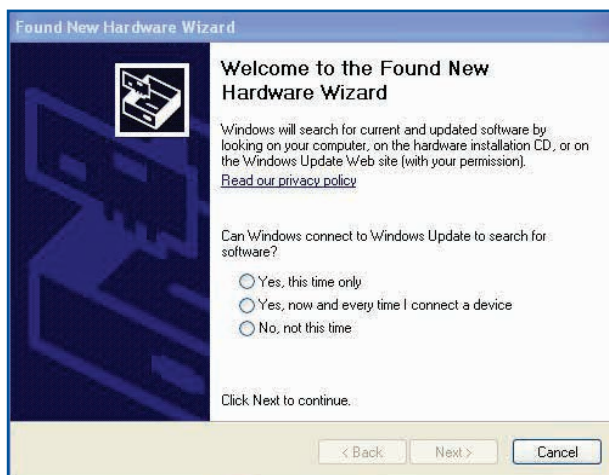 Found New Hardware Wizard
Welcome to the Found New
Hardware Wizard
Windows will search for current and updated software by
looking on your computer, on the hardware installation CD, or on
the Windows Update Web site (with your permission).
Read our privacy policy
Can Windows connect to Windows Update to search for
software?
Yes, this time only
Yes, now and every time I connect a device
No, not this time
Click Next to continue.
< Back
Next >
Cancel